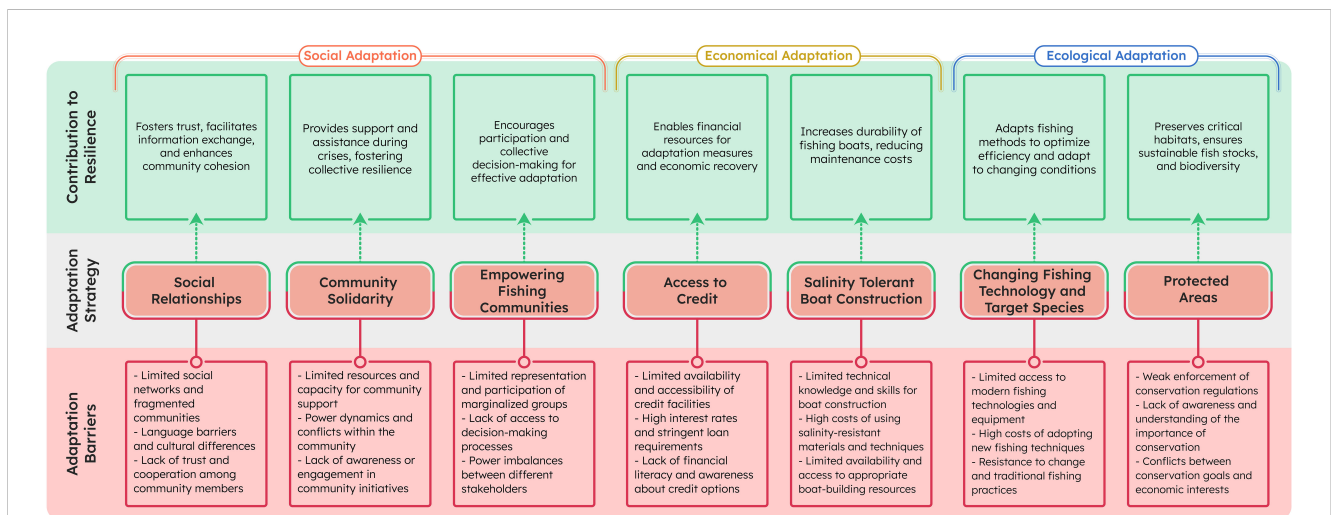 Social Adaptation
Economical Adaptation
Ecological Adaptation
Contribution to
Resilience
Fosters trust, facilitates
information exchange,
and enhances
community cohesion
Provides support and
assistance during
crises, fostering
collective resilience
Encourages
participation and
collective
decision-making for
effective adaptation
Enables financial
resources for
adaptation measures
and economic recovery
Increases durability of
fishing boats, reducing
maintenance costs
Adapts fishing
methods to optimize
efficiency and adapt
to changing conditions
Preserves critical
habitats, ensures
sustainable fish stocks,
and biodiversity
Adaptation
Strategy
Social
Relationships
Community
Solidarity
Empowering
Fishing
Communities
Access to
Credit
Salinity Tolerant
Boat Construction
Changing Fishing
Technology and
Target Species
Protected
Areas
Adaptation
Barriers
- Limited social
networks and
fragmented
communities
- Language barriers
and cultural differences
- Lack of trust and
cooperation among
community members
- Limited resources and
capacity for community
support
- Power dynamics and
conflicts within the
community
- Lack of awareness or
engagement in
community initiatives
- Limited representation
and participation of
marginalized groups
- Lack of access to
decision-making
processes
- Power imbalances
between different
stakeholders
- Limited availability
and accessibility of
credit facilities
- High interest rates
and stringent loan
requirements
- Lack of financial
literacy and awareness
about credit options
- Limited technical
knowledge and skills for
boat construction
- High costs of using
salinity-resistant
materials and techniques
- Limited availability and
access to appropriate
boat-building resources
- Limited access to
modern fishing
technologies and
equipment
- High costs of adopting
new fishing techniques
- Resistance to change
and traditional fishing
practices
- Weak enforcement of
conservation regulations
- Lack of awareness and
understanding of the
importance of
conservation
- Conflicts between
conservation goals and
economic interests